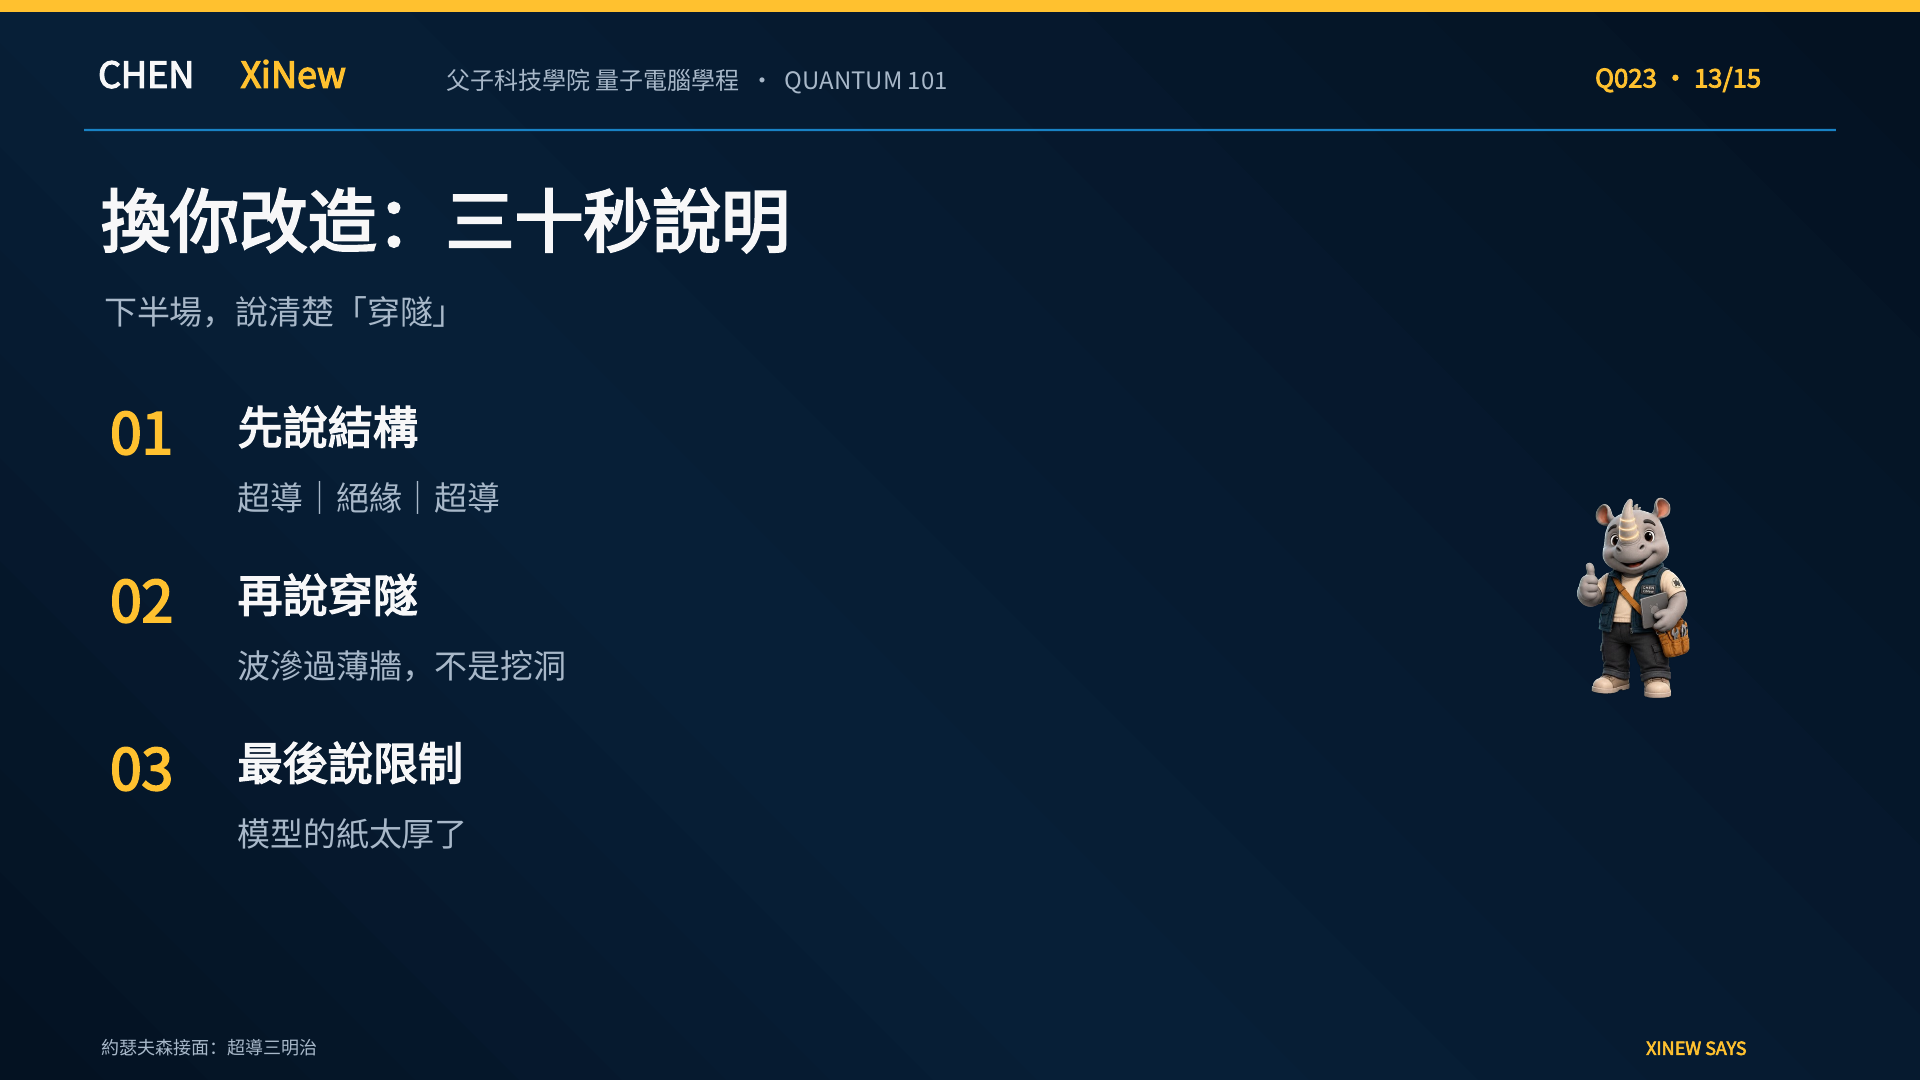 CHEN XiNew 父子科技學院 量子電腦學程 · QUANTUM 101 Q023 · 13/15
換你改造：三十秒說明
下半場，說清楚「穿隧」
01 先說結構
超導｜絕緣｜超導
02 再說穿隧
波滲過薄牆，不是挖洞
03 最後說限制
模型的紙太厚了
約瑟夫森接面：超導三明治 XINEW SAYS